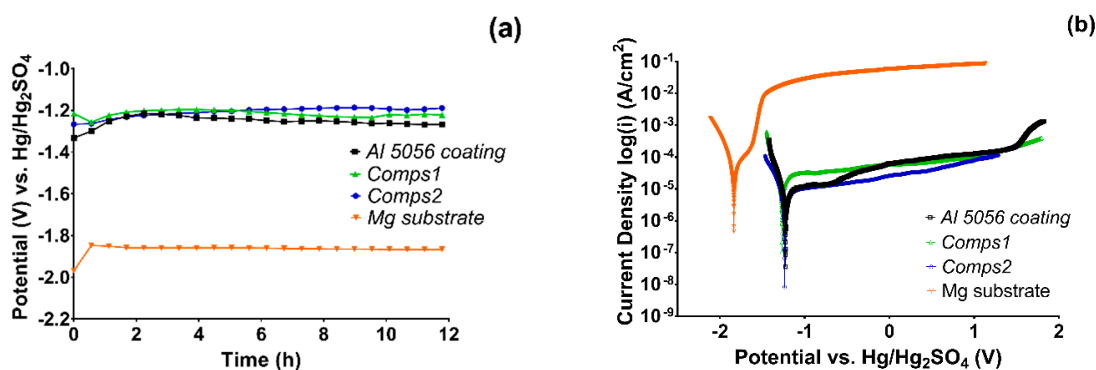 (a)
Potential (V) vs. Hg/Hg₂SO₄
-1.0
-1.2
-1.4
-1.6
-1.8
-2.0
-2.2
0
2
4
6
8
10
12
Time (h)
Al 5056 coating
Comps1
Comps2
Mg substrate
(b)
Current Density log(i) (A/cm²)
10⁻¹
10⁻²
10⁻³
10⁻⁴
10⁻⁵
10⁻⁶
10⁻⁷
10⁻⁸
10⁻⁹
-2
-1
0
1
2
Potential vs. Hg/Hg₂SO₄ (V)
Al 5056 coating
Comps1
Comps2
Mg substrate